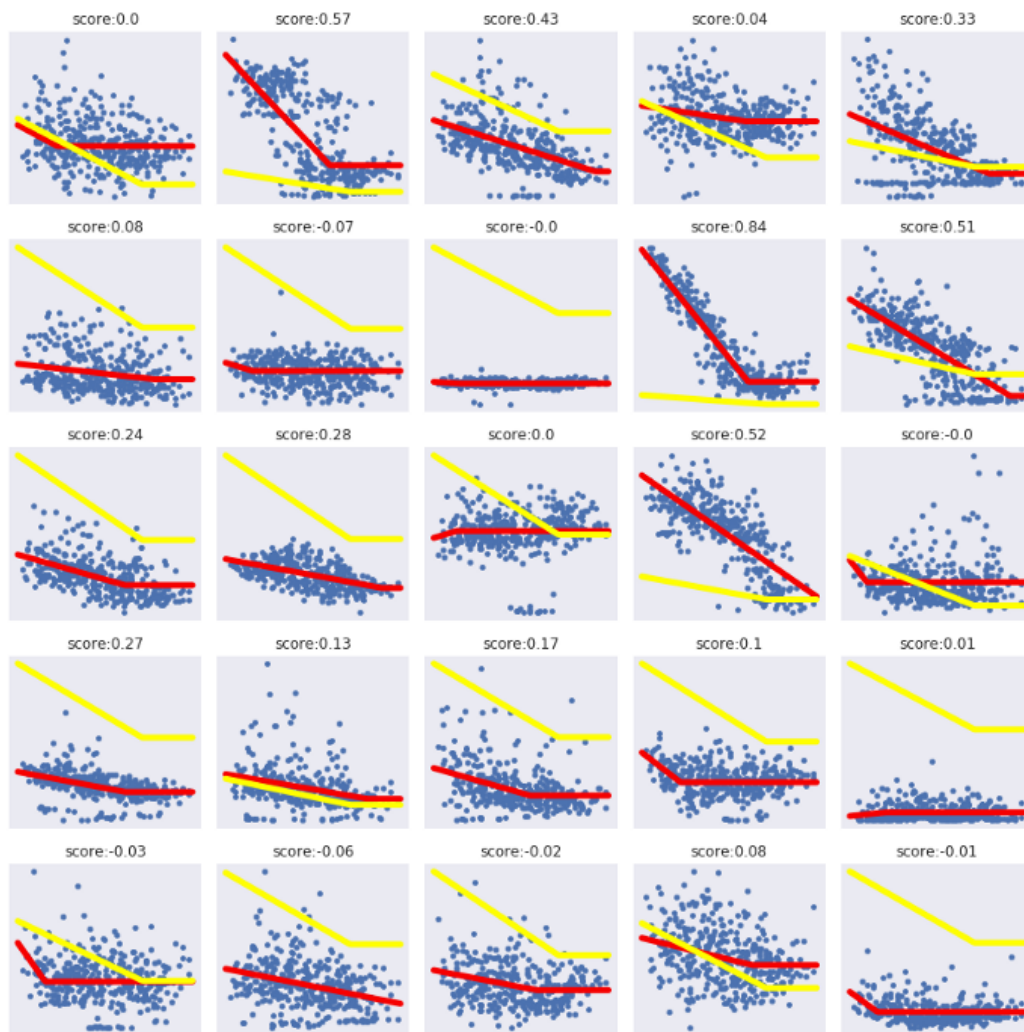 score:0.0 score:0.57 score:0.43 score:0.04 score:0.33
score:0.08 score:-0.07 score:-0.0 score:0.84 score:0.51
score:0.24 score:0.28 score:0.0 score:0.52 score:-0.0
score:0.27 score:0.13 score:0.17 score:0.1 score:0.01
score:-0.03 score:-0.06 score:-0.02 score:0.08 score:-0.01